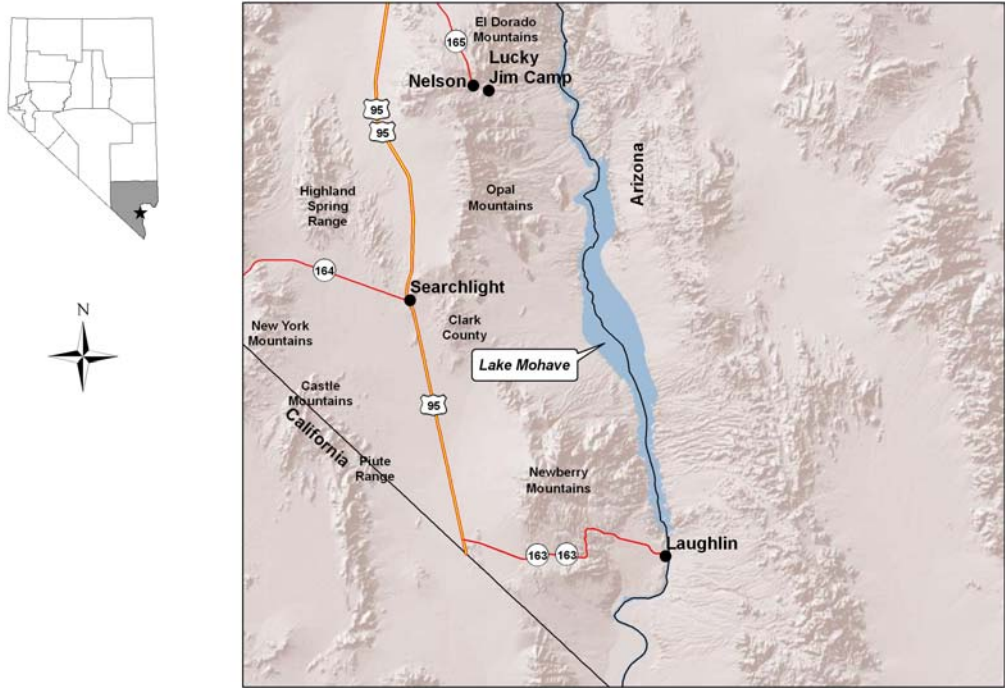 El Dorado
Mountains
165
Lucky
Jim Camp
Nelson
95
95
Arizona
Highland
Spring
Range
Opal
Mountains
164
Searchlight
N
New York
Mountains
Clark
County
Lake Mohave
Castle
Mountains
95
California
Piute
Range
Newberry
Mountains
163
163
Laughlin